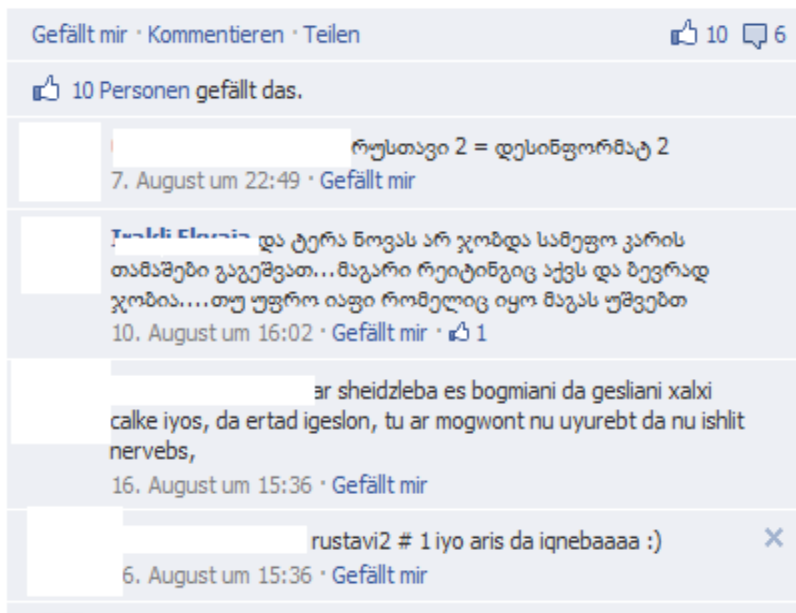 Gefällt mir · Kommentieren · Teilen 10 6
10 Personen gefällt das.
რუსთავი 2 = დესინფორმატ 2
7. August um 22:49 · Gefällt mir
და ტერა ნოვას არ ჯობდა სამეფო კარის
თამაშები გაგეშვათ...მაგარი რეიტინგიც აქვს და ბევრად
ჯობია....თუ უფრო იაფი რომელიც იყო მაგას უშვებთ
10. August um 16:02 · Gefällt mir · 1
ar sheidzleba es bogmiani da gesliani xalxi
calke iyos, da ertad igeslon, tu ar mogwont nu uyurebt da nu ishlit
nervebs,
16. August um 15:36 · Gefällt mir
rustavi2 # 1 iyo aris da iqnebaaaa :)
6. August um 15:36 · Gefällt mir